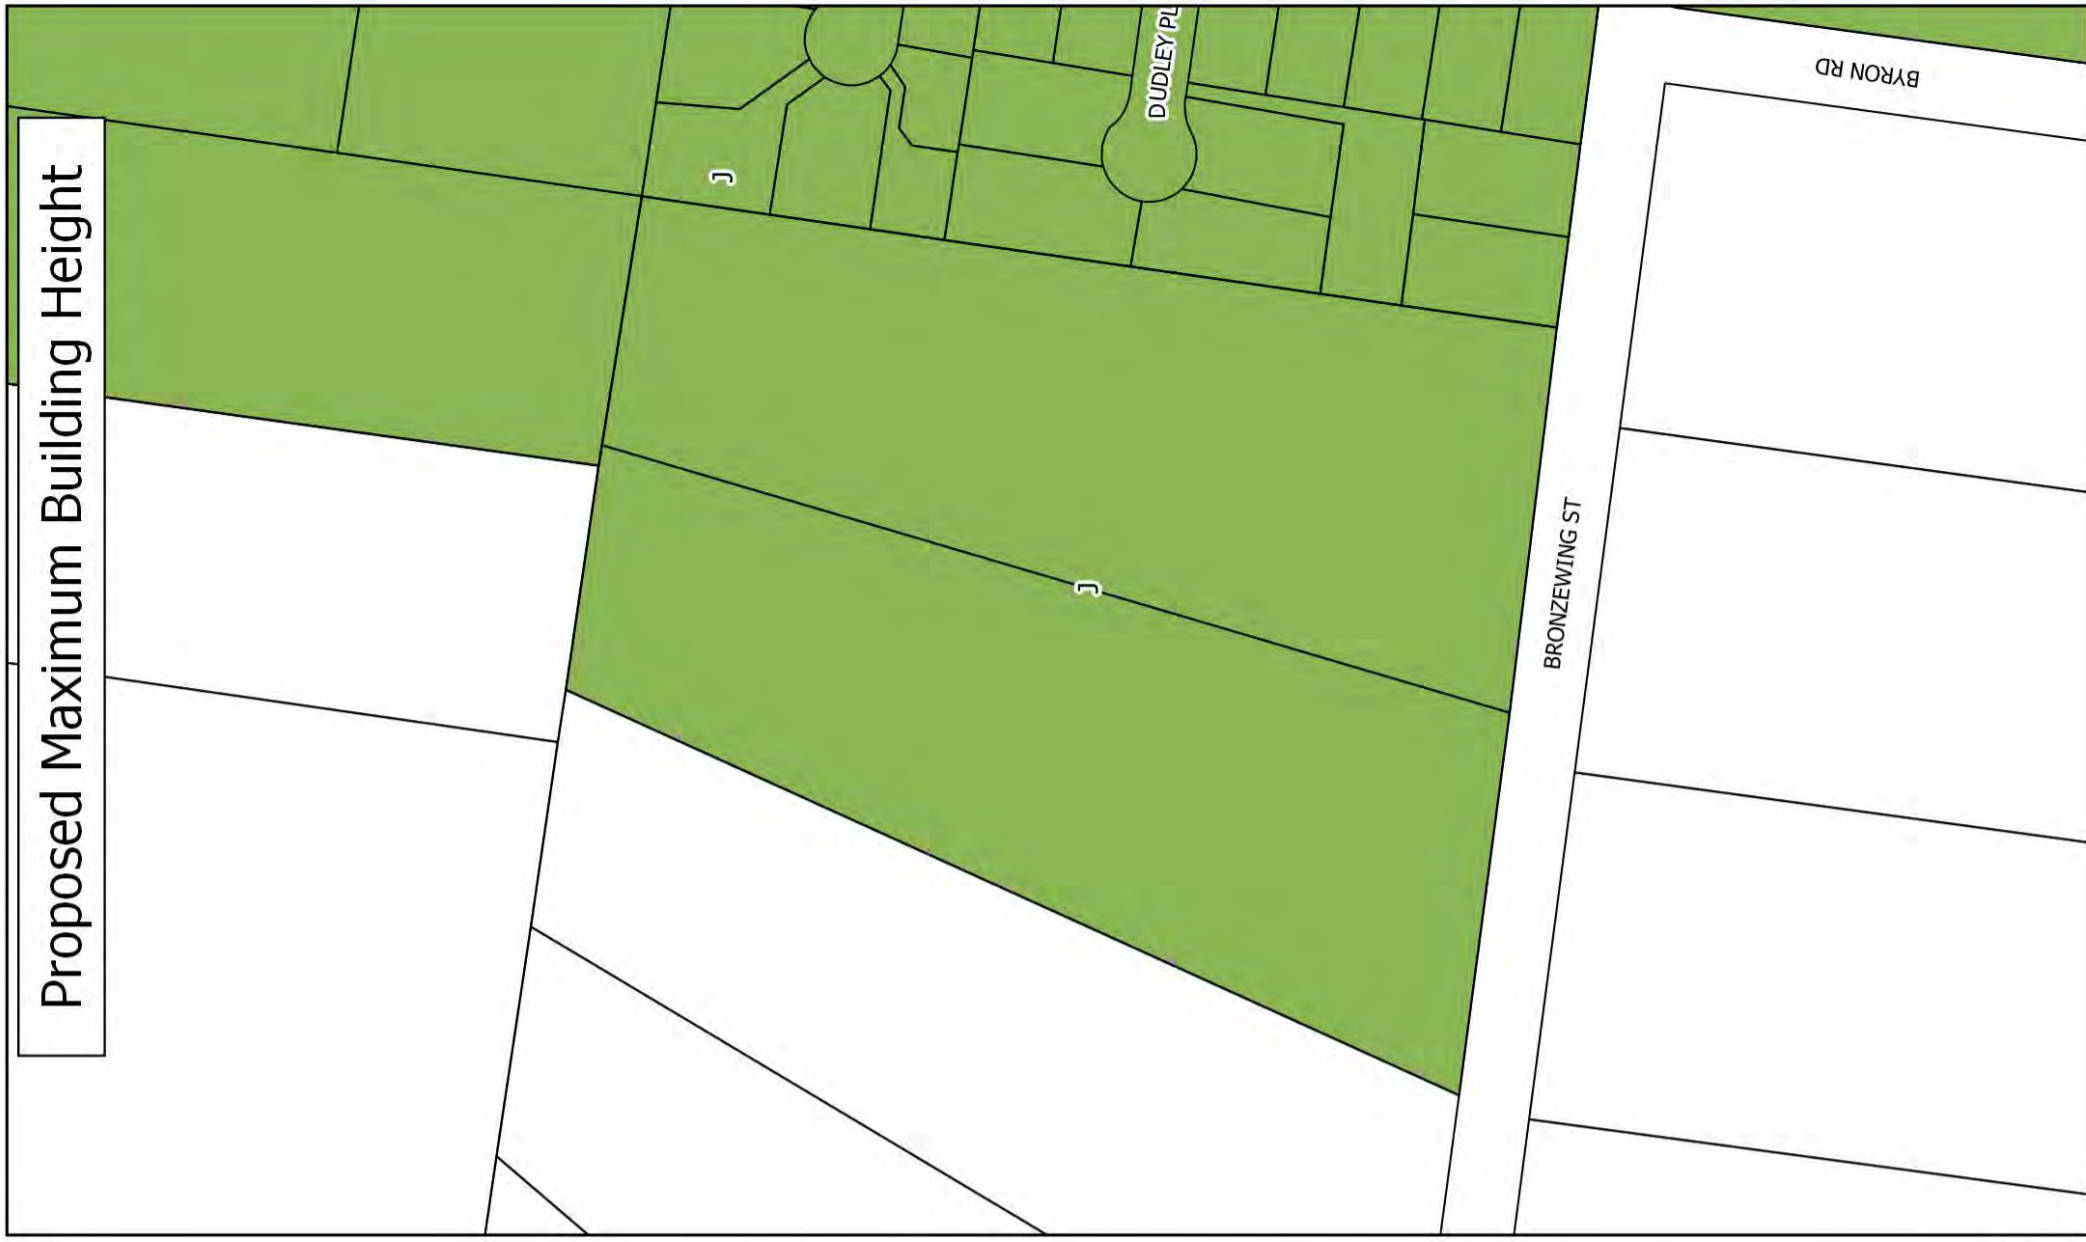 Proposed Maximum Building Height
DUDLEY PL
BYRON RD
J
J
BRONZEWING ST